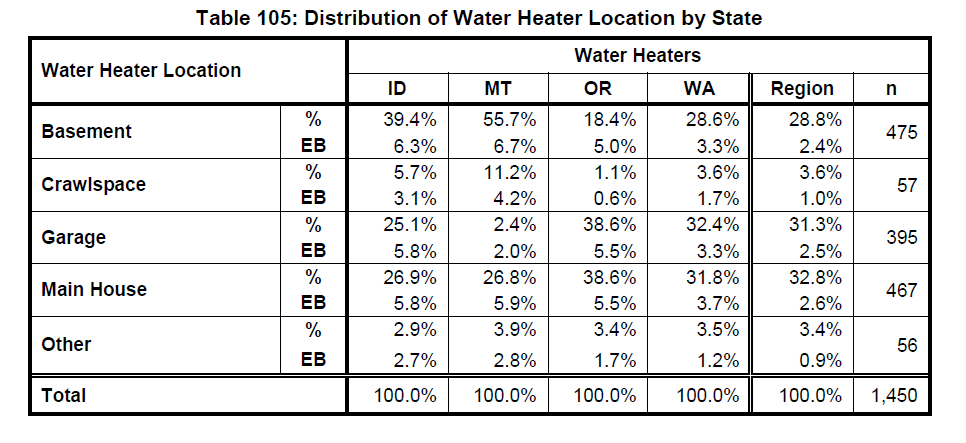 Table 105: Distribution of Water Heater Location by State
Water Heater Location Water Heaters
ID MT OR WA Region n
Basement % 39.4% 55.7% 18.4% 28.6% 28.8% 475
EB 6.3% 6.7% 5.0% 3.3% 2.4%
Crawlspace % 5.7% 11.2% 1.1% 3.6% 3.6% 57
EB 3.1% 4.2% 0.6% 1.7% 1.0%
Garage % 25.1% 2.4% 38.6% 32.4% 31.3% 395
EB 5.8% 2.0% 5.5% 3.3% 2.5%
Main House % 26.9% 26.8% 38.6% 31.8% 32.8% 467
EB 5.8% 5.9% 5.5% 3.7% 2.6%
Other % 2.9% 3.9% 3.4% 3.5% 3.4% 56
EB 2.7% 2.8% 1.7% 1.2% 0.9%
Total 100.0% 100.0% 100.0% 100.0% 100.0% 1,450